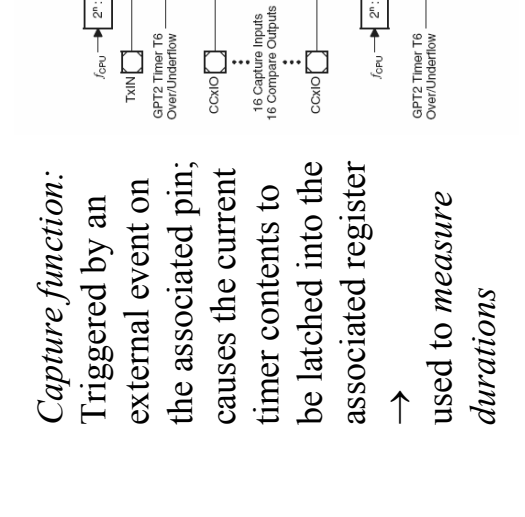 Capture function:
Triggered by an
external event on
the associated pin;
causes the current
timer contents to
be latched into the
associated register
→
used to measure
durations
fCPU
2ⁿ :
TxIN
GPT2 Timer T6
Over/Underflow
CCxIO
16 Capture Inputs
16 Compare Outputs
CCxIO
fCPU
2ⁿ :
GPT2 Timer T6
Over/Underflow